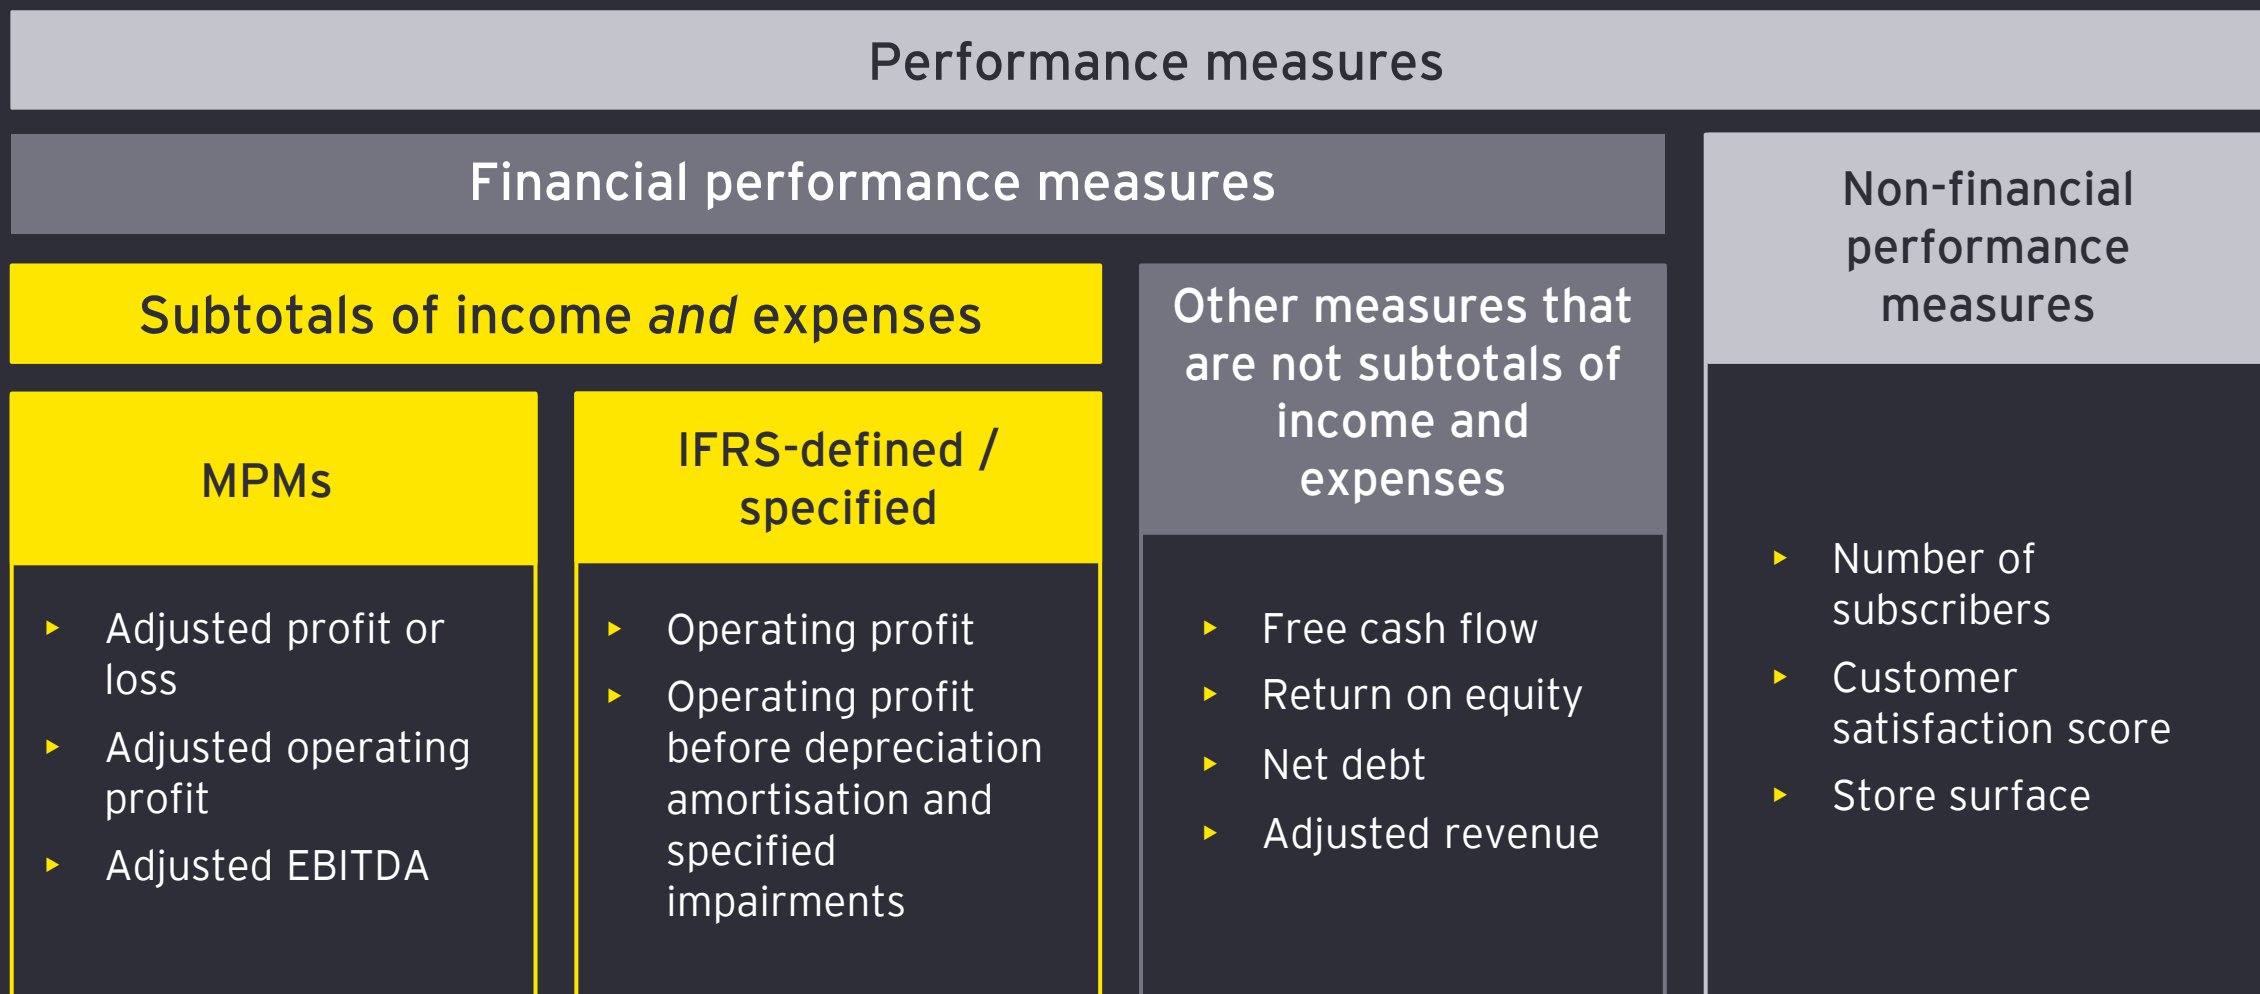 Performance measures
Financial performance measures
Non-financial
performance
measures
Subtotals of income and expenses
Other measures that
are not subtotals of
income and
expenses
MPMs
IFRS-defined /
specified
▸ Adjusted profit or
loss
▸ Adjusted operating
profit
▸ Adjusted EBITDA
▸ Operating profit
▸ Operating profit
before depreciation
amortisation and
specified
impairments
▸ Free cash flow
▸ Return on equity
▸ Net debt
▸ Adjusted revenue
▸ Number of
subscribers
▸ Customer
satisfaction score
▸ Store surface